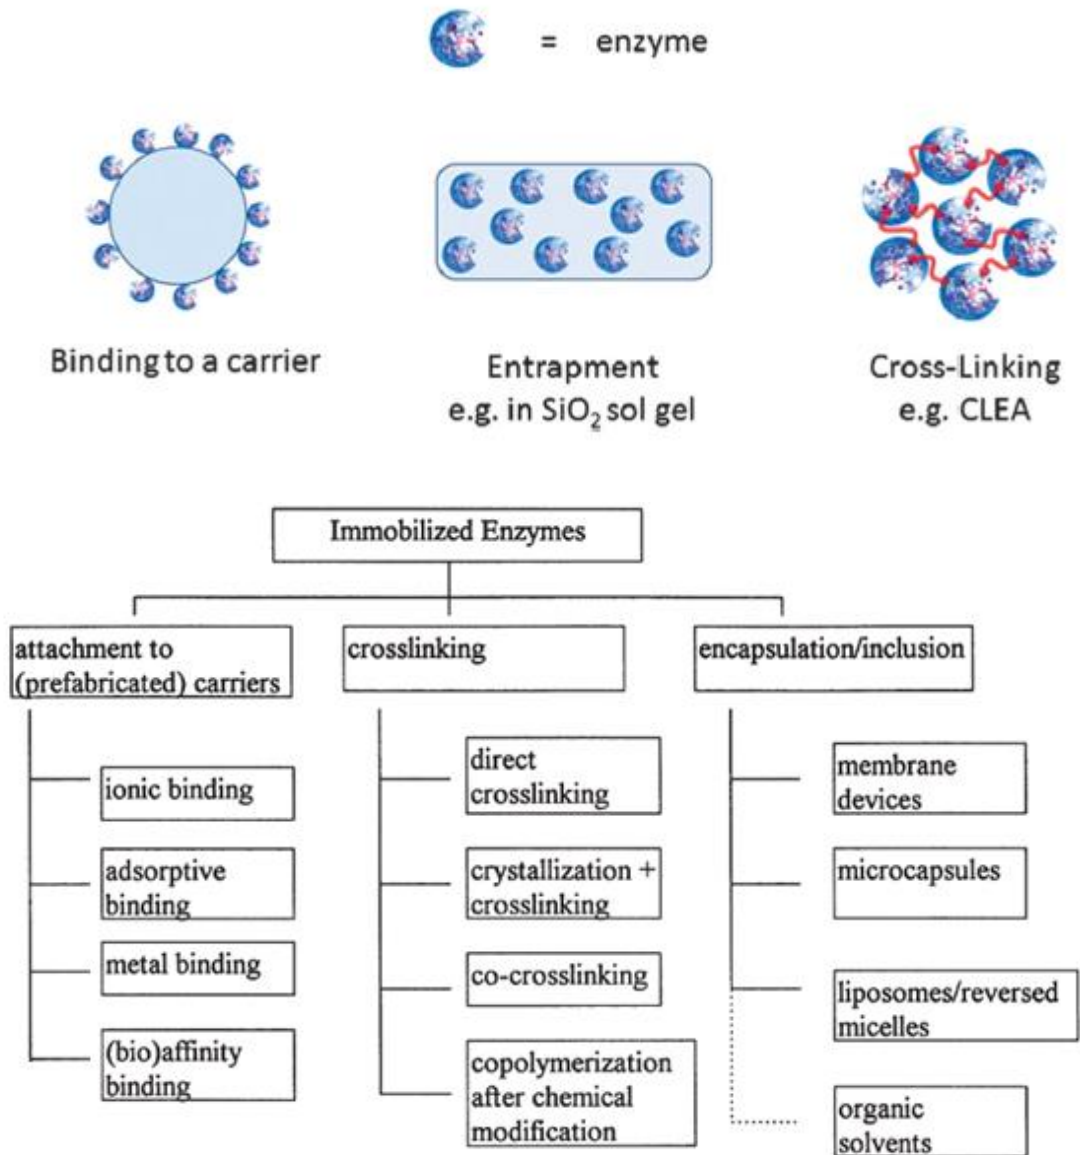 = enzyme
Binding to a carrier
Entrapment
e.g. in SiO₂ sol gel
Cross-Linking
e.g. CLEA
Immobilized Enzymes
attachment to
(prefabricated) carriers
ionic binding
adsorptive
binding
metal binding
(bio)affinity
binding
crosslinking
direct
crosslinking
crystallization +
crosslinking
co-crosslinking
copolymerization
after chemical
modification
encapsulation/inclusion
membrane
devices
microcapsules
liposomes/reversed
micelles
organic
solvents